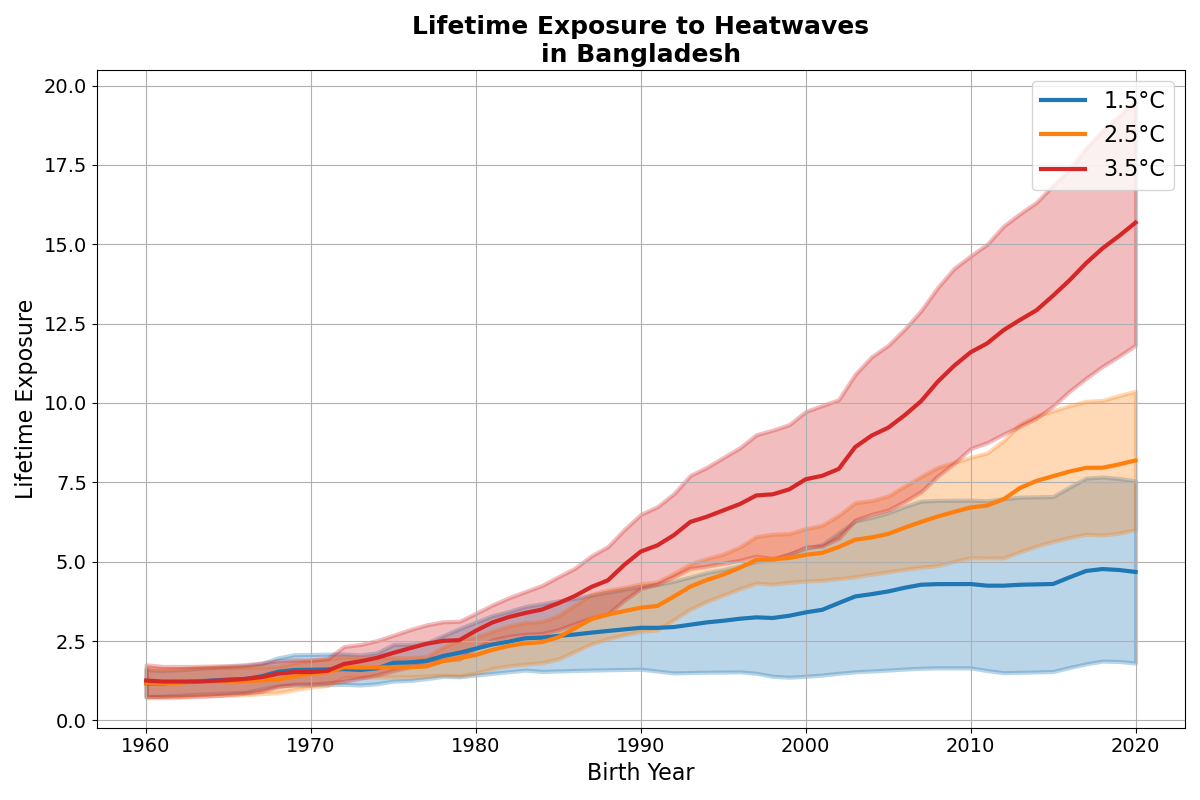 Lifetime Exposure to Heatwaves
in Bangladesh
20.0
17.5
15.0
12.5
10.0
7.5
5.0
2.5
0.0
Lifetime Exposure
1.5°C
2.5°C
3.5°C
1960
1970
1980
1990
2000
2010
2020
Birth Year